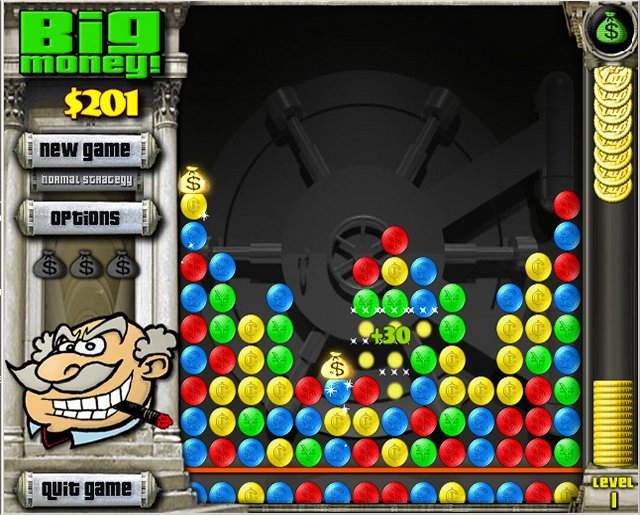 Big
money!
$201
new game
normal strategy
options
+30
Quit game
Level
1